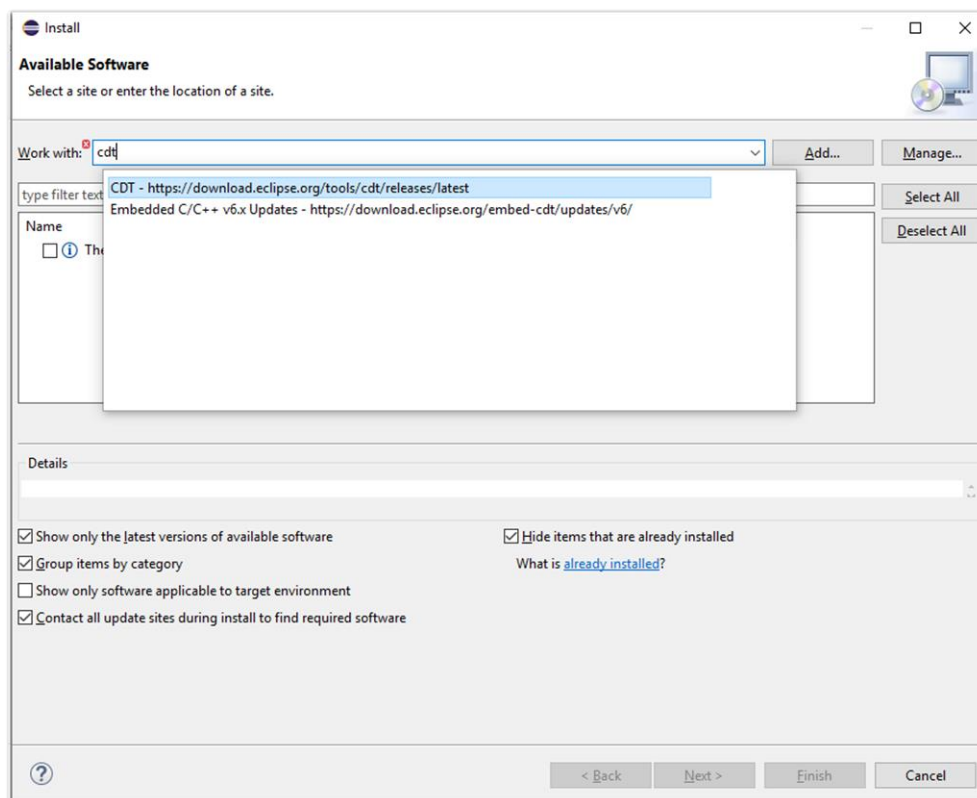 Install
Available Software
Select a site or enter the location of a site.
Work with: cdt
Add...
Manage...
CDT - https://download.eclipse.org/tools/cdt/releases/latest
Embedded C/C++ v6.x Updates - https://download.eclipse.org/embed-cdt/updates/v6/
type filter text
Select All
Name
Deselect All
Details
Show only the latest versions of available software
Hide items that are already installed
Group items by category
What is already installed?
Show only software applicable to target environment
Contact all update sites during install to find required software
< Back
Next >
Finish
Cancel